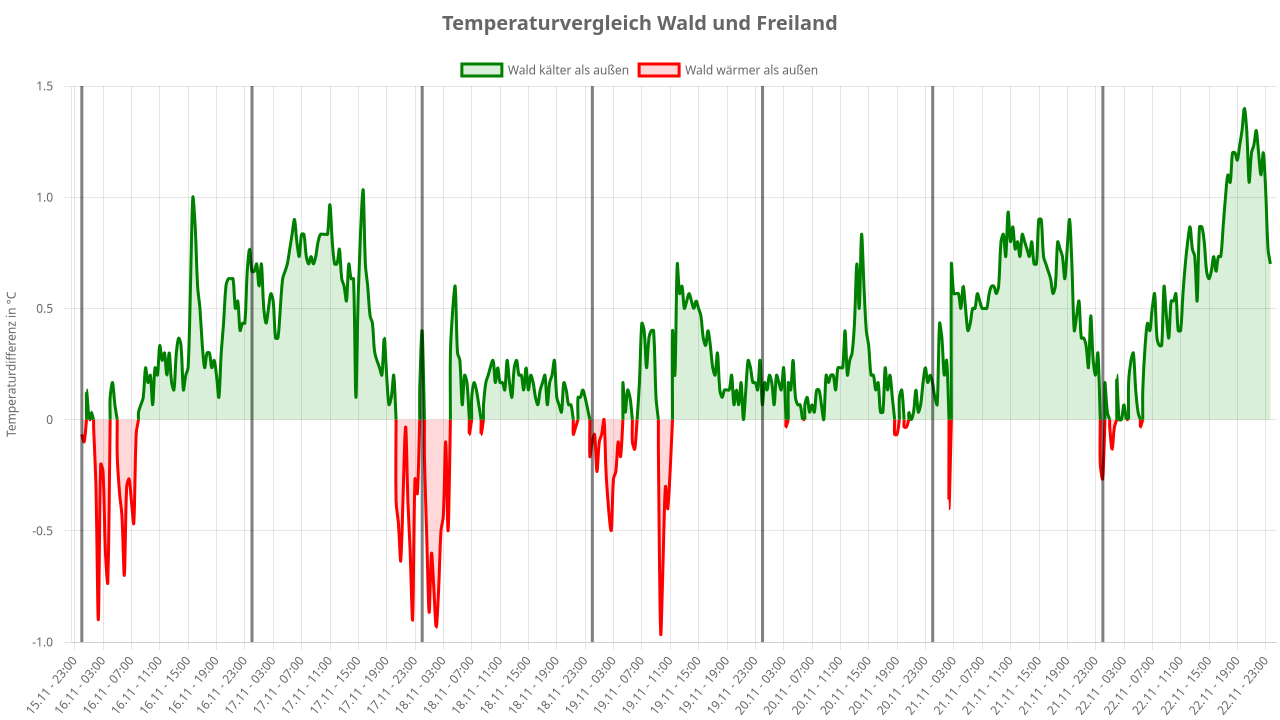 Temperaturvergleich Wald und Freiland
Wald kälter als außen
Wald wärmer als außen
Temperaturdifferenz in °C
1.5
1.0
0.5
0
-0.5
-1.0
15.11 - 23:00
16.11 - 03:00
16.11 - 07:00
16.11 - 11:00
16.11 - 15:00
16.11 - 19:00
16.11 - 23:00
17.11 - 03:00
17.11 - 07:00
17.11 - 11:00
17.11 - 15:00
17.11 - 19:00
17.11 - 23:00
18.11 - 03:00
18.11 - 07:00
18.11 - 11:00
18.11 - 15:00
18.11 - 19:00
18.11 - 23:00
19.11 - 03:00
19.11 - 07:00
19.11 - 11:00
19.11 - 15:00
19.11 - 19:00
19.11 - 23:00
20.11 - 03:00
20.11 - 07:00
20.11 - 11:00
20.11 - 15:00
20.11 - 19:00
20.11 - 23:00
21.11 - 03:00
21.11 - 07:00
21.11 - 11:00
21.11 - 15:00
21.11 - 19:00
21.11 - 23:00
22.11 - 03:00
22.11 - 07:00
22.11 - 11:00
22.11 - 15:00
22.11 - 19:00
22.11 - 23:00